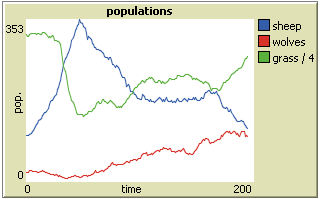 populations
353
pop.
0
0
time
200
sheep
wolves
grass / 4